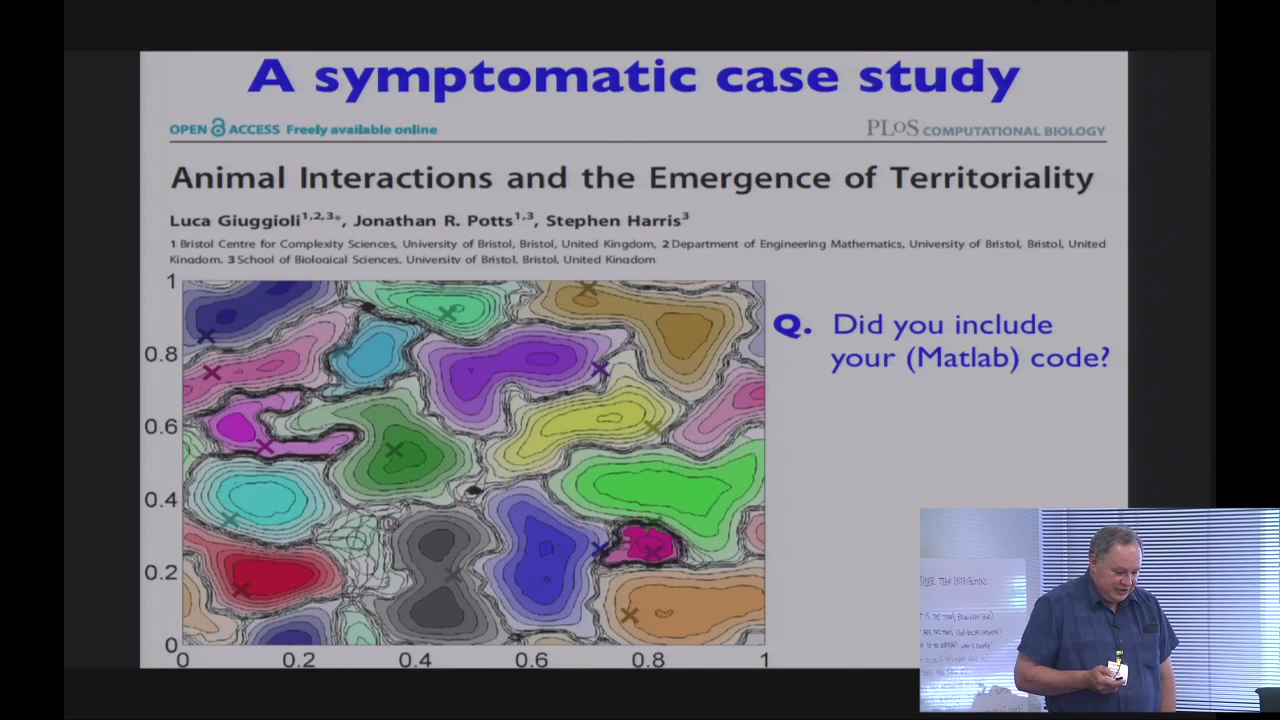 A symptomatic case study
OPEN ACCESS Freely available online
PLoS COMPUTATIONAL BIOLOGY
Animal Interactions and the Emergence of Territoriality
Luca Giuggioli1,2,3*, Jonathan R. Potts1,3, Stephen Harris3
1 Bristol Centre for Complexity Sciences, University of Bristol, Bristol, United Kingdom, 2 Department of Engineering Mathematics, University of Bristol, Bristol, United
Kingdom, 3 School of Biological Sciences, University of Bristol, Bristol, United Kingdom
1
0.8
0.6
0.4
0.2
0
0 0.2 0.4 0.6 0.8 1
Q. Did you include
your (Matlab) code?
TEAM DISTRIBUTION